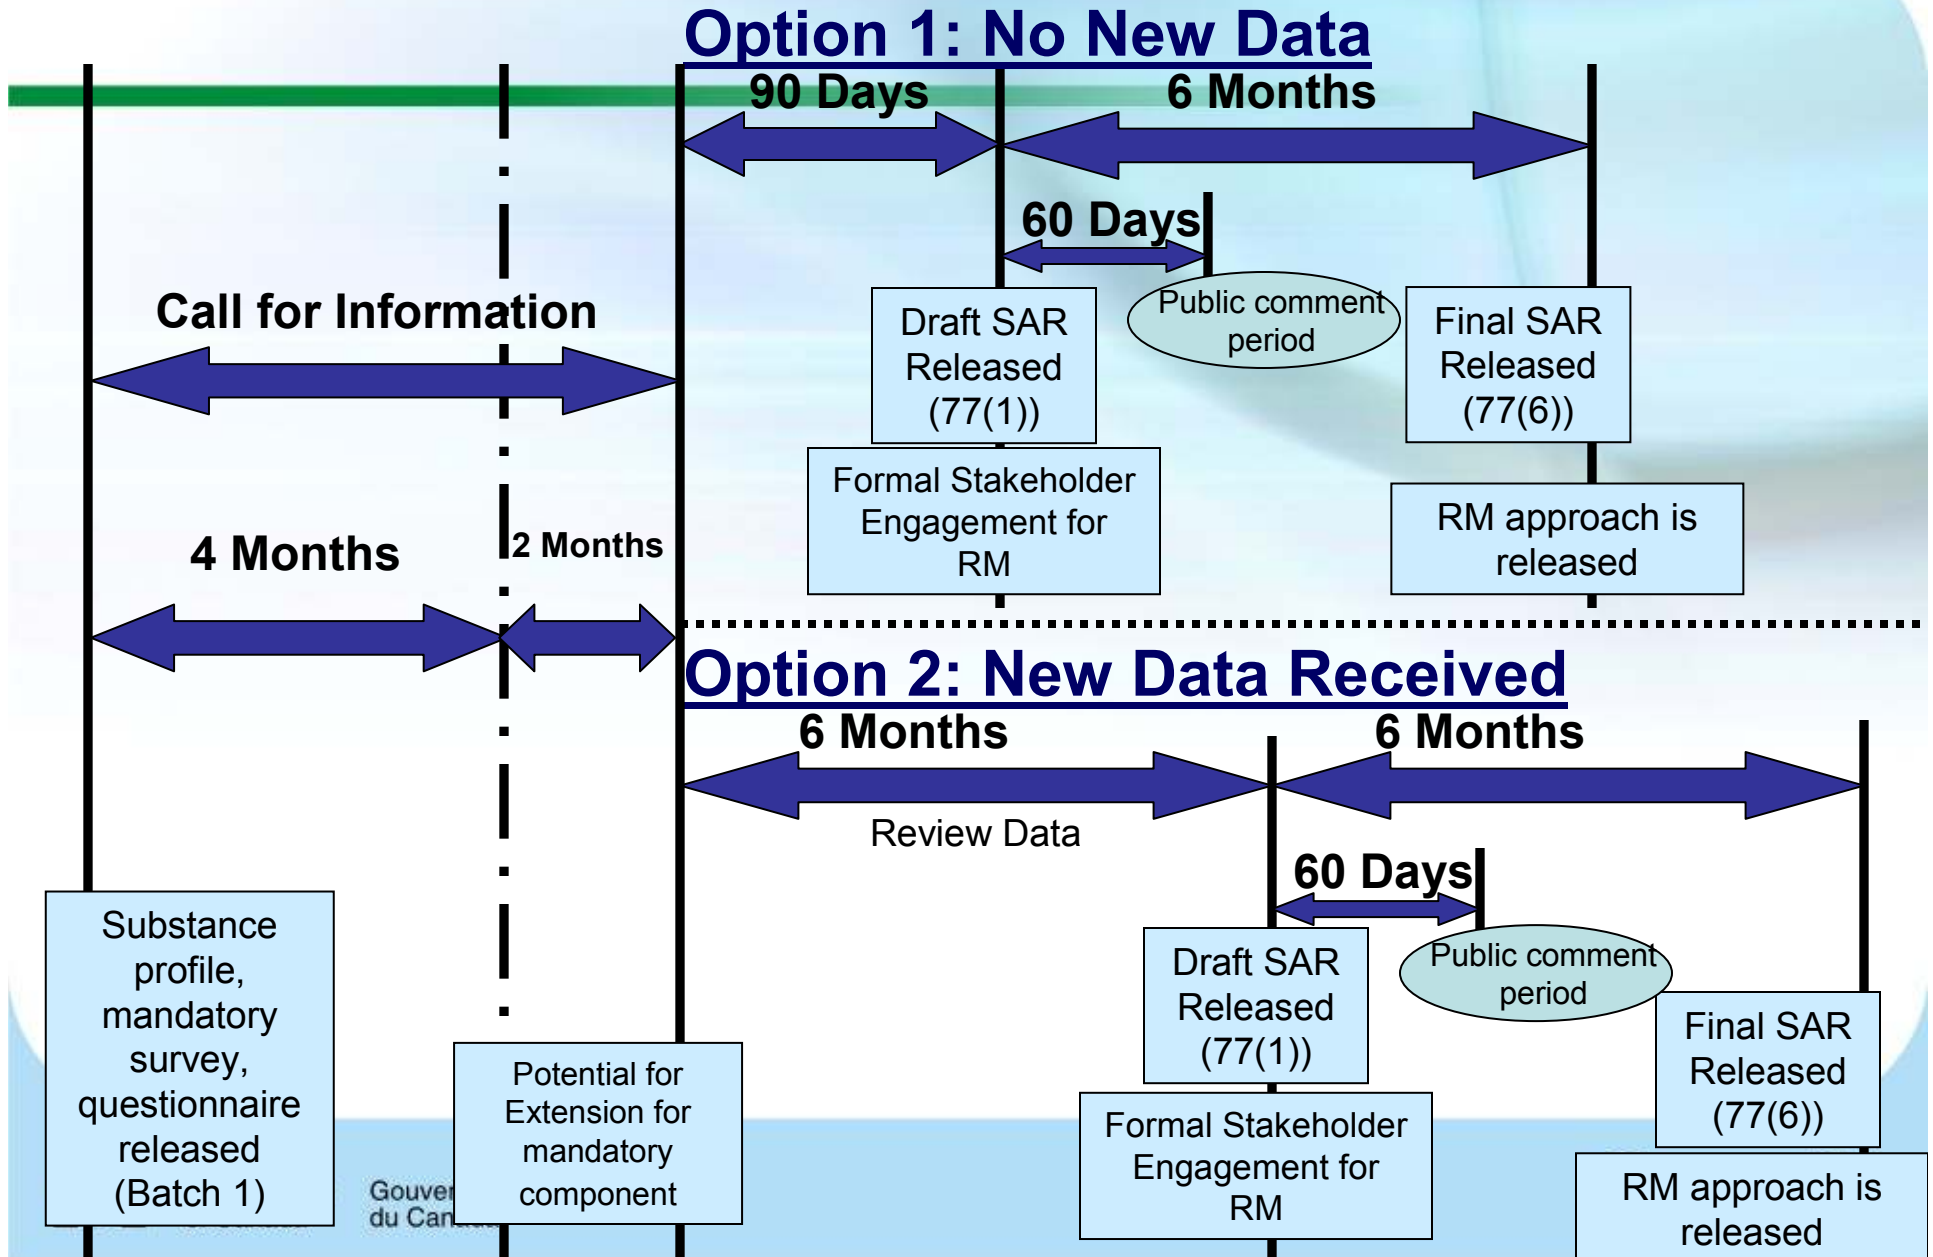 Option 1: No New Data
90 Days
6 Months
60 Days
Public comment
period
Call for Information
Draft SAR
Released
(77(1))
Final SAR
Released
(77(6))
Formal Stakeholder
Engagement for
RM
RM approach is
released
4 Months
2 Months
Option 2: New Data Received
6 Months
6 Months
Review Data
60 Days
Public comment
period
Substance
profile,
mandatory
survey,
questionnaire
released
(Batch 1)
Potential for
Extension for
mandatory
component
Draft SAR
Released
(77(1))
Final SAR
Released
(77(6))
Formal Stakeholder
Engagement for
RM
RM approach is
released
du